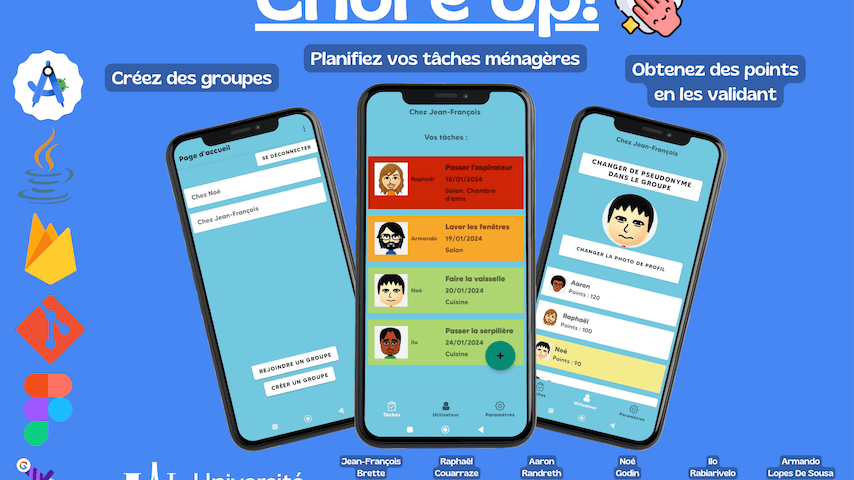 Chore Up!
Planifiez vos tâches ménagères
Créez des groupes
Obtenez des points
en les validant
Page d'accueil
SE DÉCONNECTER
Chez Noé
Chez Jean-François
REJOINDRE UN GROUPE
CRÉER UN GROUPE
Chez Jean-François
Vos tâches :
Raphaël
Passer l'aspirateur
18/01/2024
Salon, Chambre
d'amis
Armando
Laver les fenêtres
19/01/2024
Salon
Noé
Faire la vaisselle
20/01/2024
Cuisine
Ilo
Passer la serpillère
24/01/2024
Cuisine
+
Tâches
Utilisateur
Paramètres
Chez Jean-François
CHANGER DE PSEUDONYME
DANS LE GROUPE
CHANGER LA PHOTO DE PROFIL
Aaron
Points : 120
Raphaël
Points : 100
Noé
Points : 90
Utilisateur
Paramètres
Université
Jean-François
Brette
Raphaël
Couarraze
Aaron
Randreth
Noé
Godin
Ilo
Rabiarivelo
Armando
Lopes De Sousa